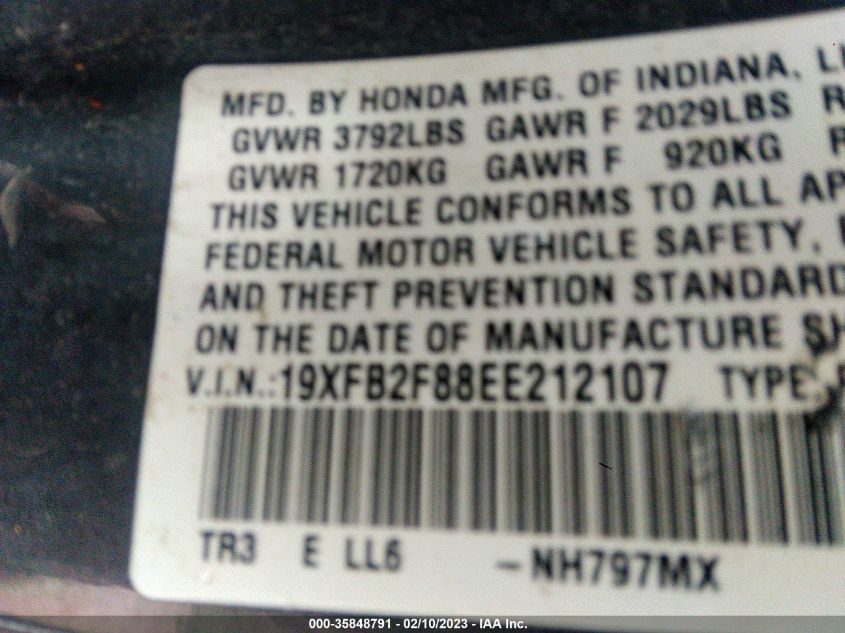 MFD. BY HONDA MFG. OF INDIANA, L
GVWR 3792LBS GAWR F 2029LBS R
GVWR 1720KG GAWR F 920KG R
THIS VEHICLE CONFORMS TO ALL AP
FEDERAL MOTOR VEHICLE SAFETY,
AND THEFT PREVENTION STANDARD
ON THE DATE OF MANUFACTURE SH
V.I.N.:19XFB2F88EE212107 TYPE
TR3 E LL6 -NH797MX
000-35848791 - 02/10/2023 - IAA Inc.